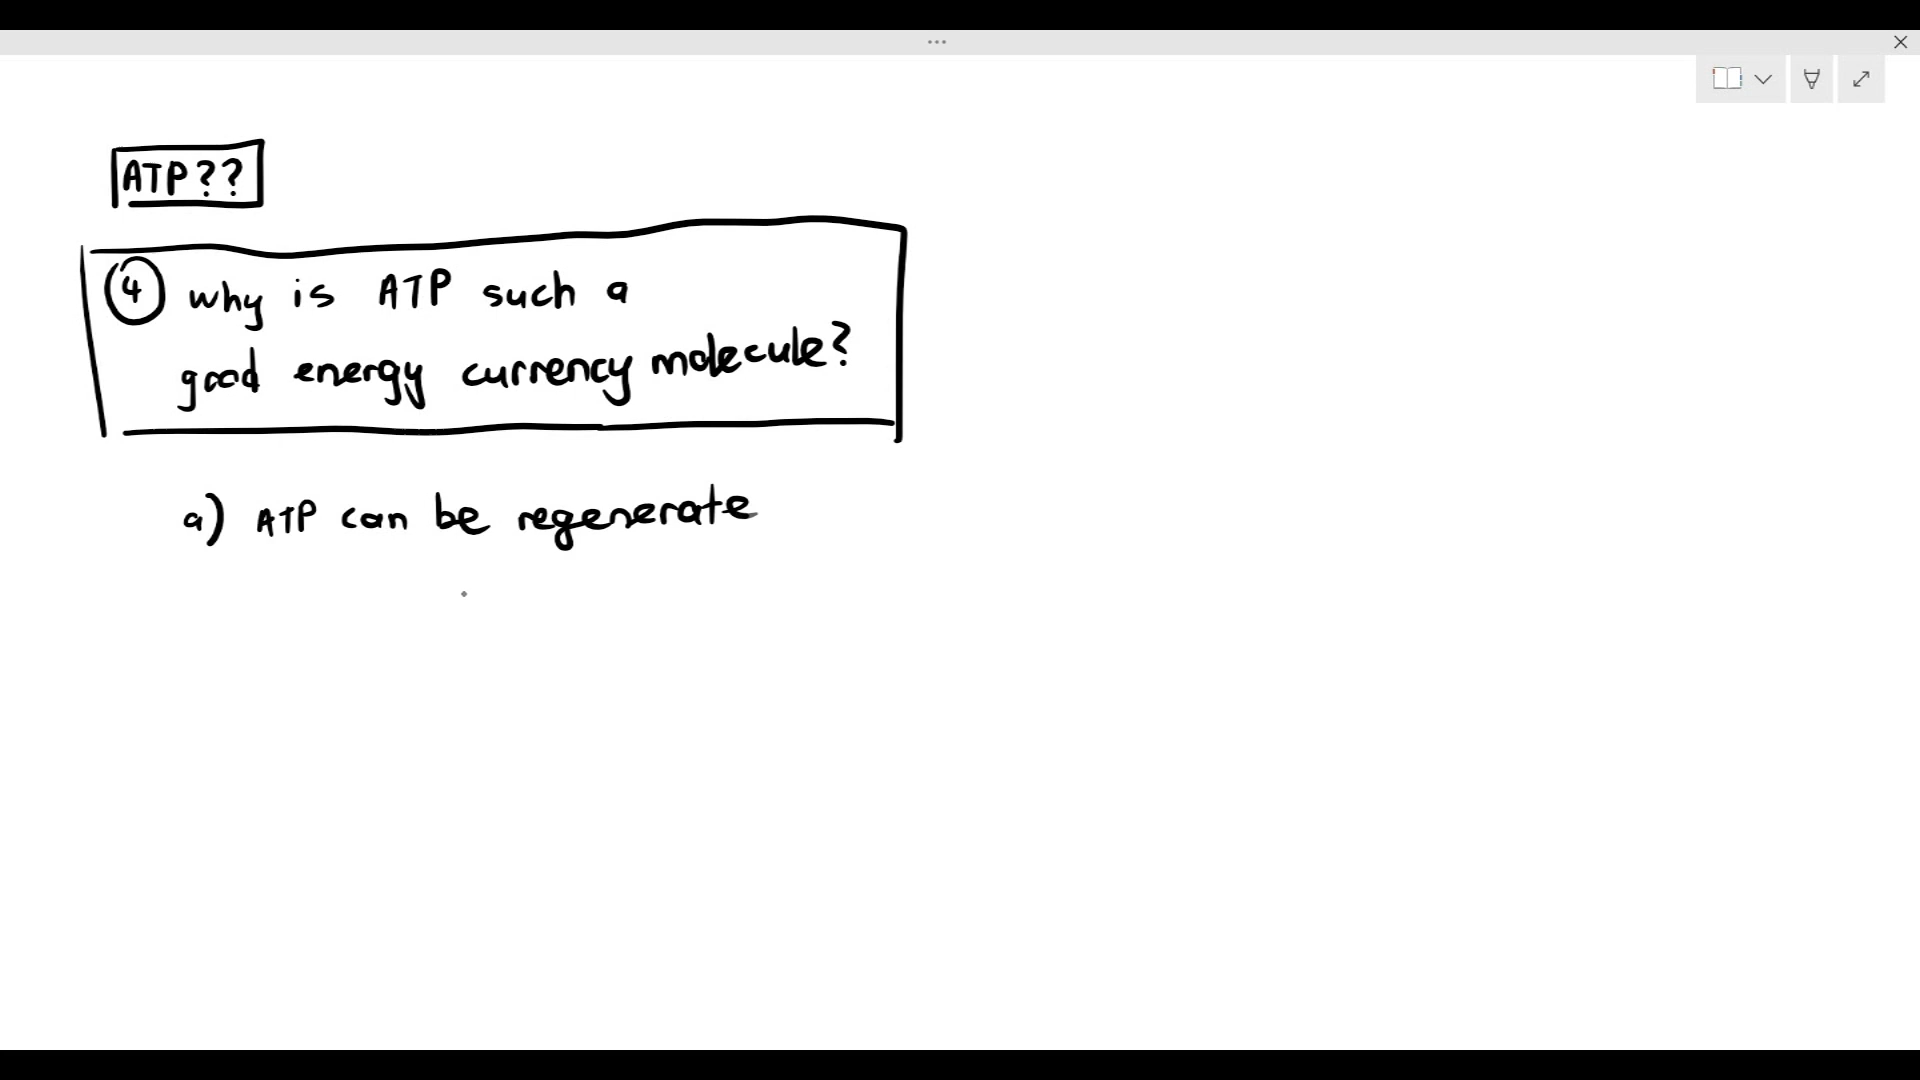 ATP??
④ why is ATP such a
good energy currency molecule?
a) ATP can be regenerate